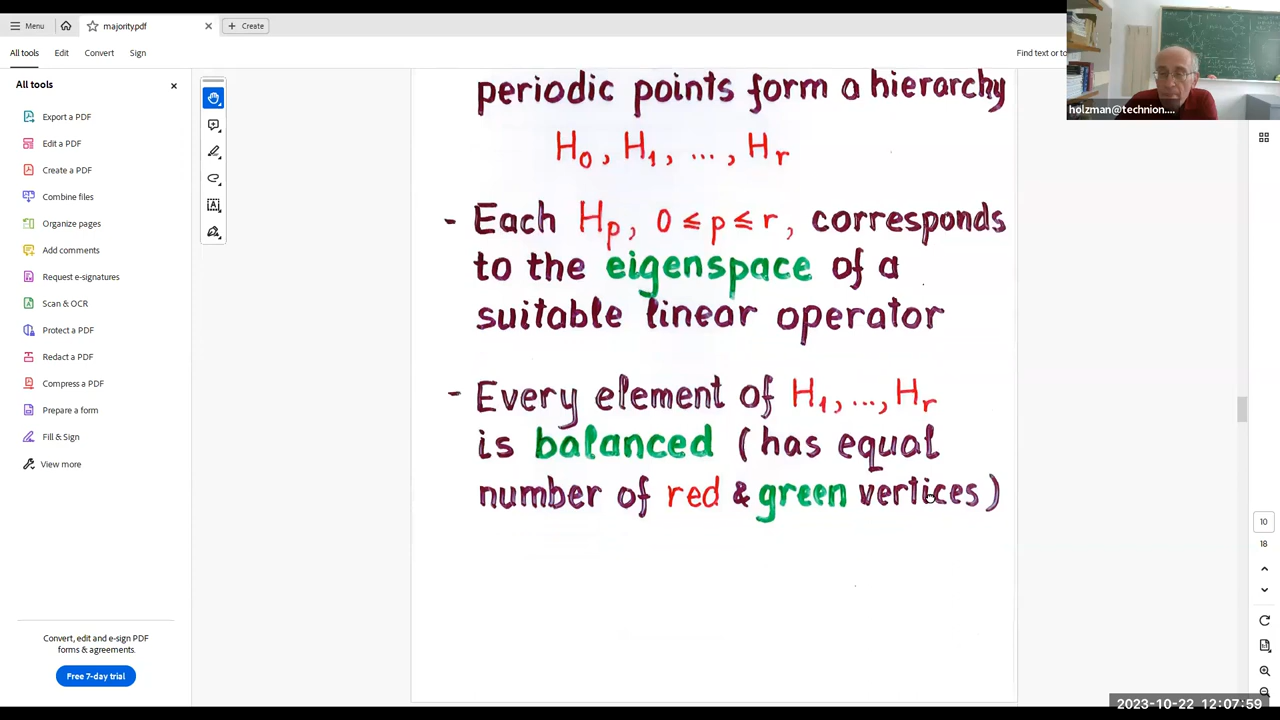 Menu
majority.pdf
Create
All tools
Edit
Convert
Sign
Find text or to
holzman@technion....
All tools
Export a PDF
Edit a PDF
Create a PDF
Combine files
Organize pages
Add comments
Request e-signatures
Scan & OCR
Protect a PDF
Redact a PDF
Compress a PDF
Prepare a form
Fill & Sign
View more
Convert, edit and e-sign PDF
forms & agreements.
Free 7-day trial
periodic points form a hierarchy
H₀, H₁, ..., Hᵣ
- Each Hₚ, 0 ≤ p ≤ r, corresponds
to the eigenspace of a
suitable linear operator
- Every element of H₁, ..., Hᵣ
is balanced (has equal
number of red & green vertices)
10
18
2023-10-22 12:07:59